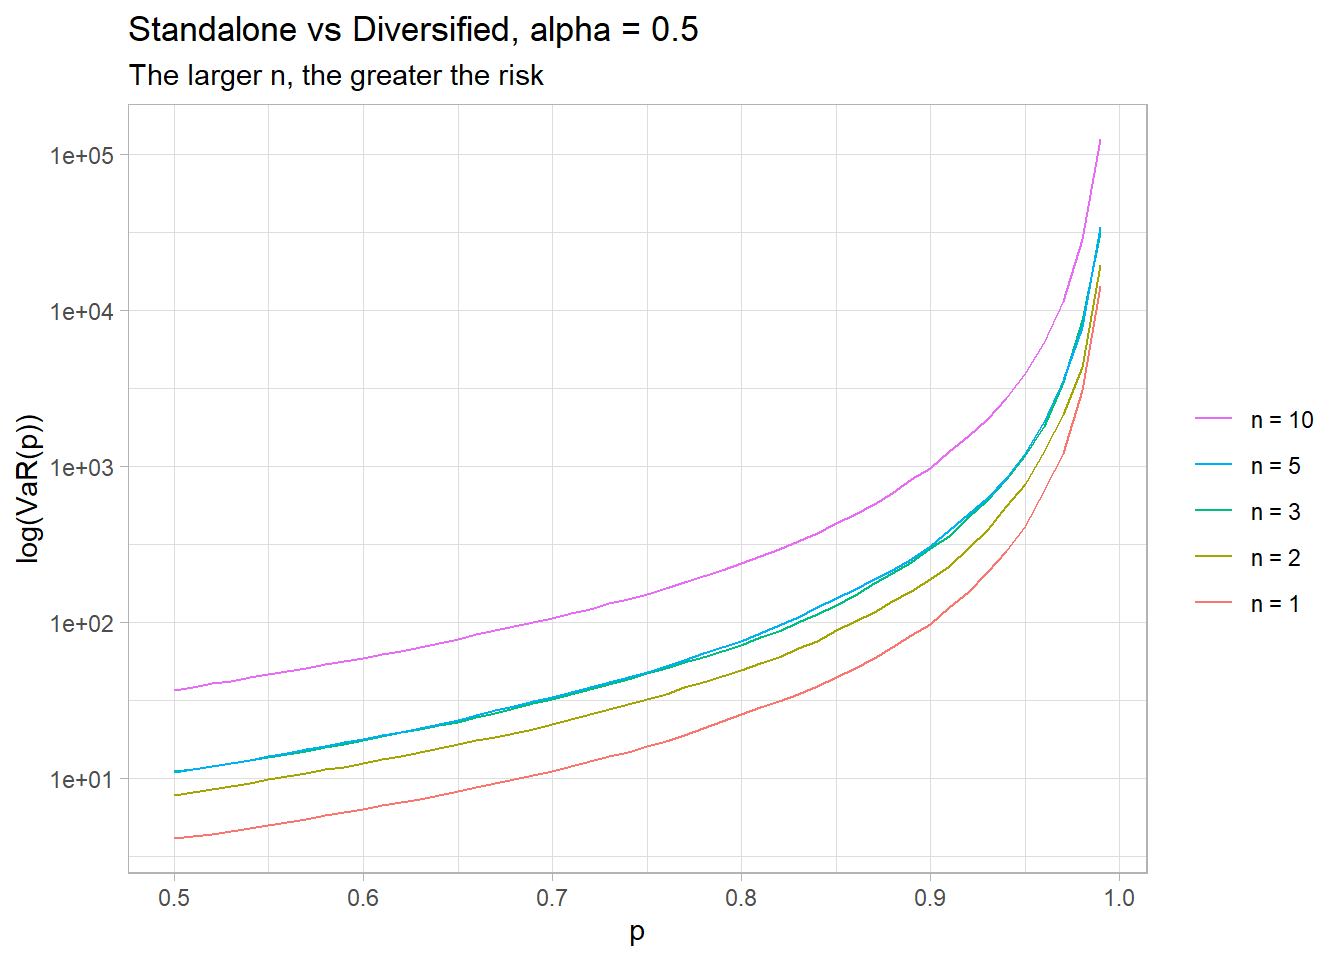 Standalone vs Diversified, alpha = 0.5
The larger n, the greater the risk
log(VaR(p))
1e+05
1e+04
1e+03
1e+02
1e+01
0.5
0.6
0.7
0.8
0.9
1.0
p
n = 10
n = 5
n = 3
n = 2
n = 1